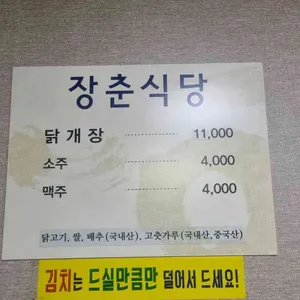 장춘식당
닭개장 11,000
소주 4,000
맥주 4,000
닭고기, 쌀, 배추(국내산), 고춧가루(국내산,중국산)
김치는 드실만큼만 덜어서 드세요!